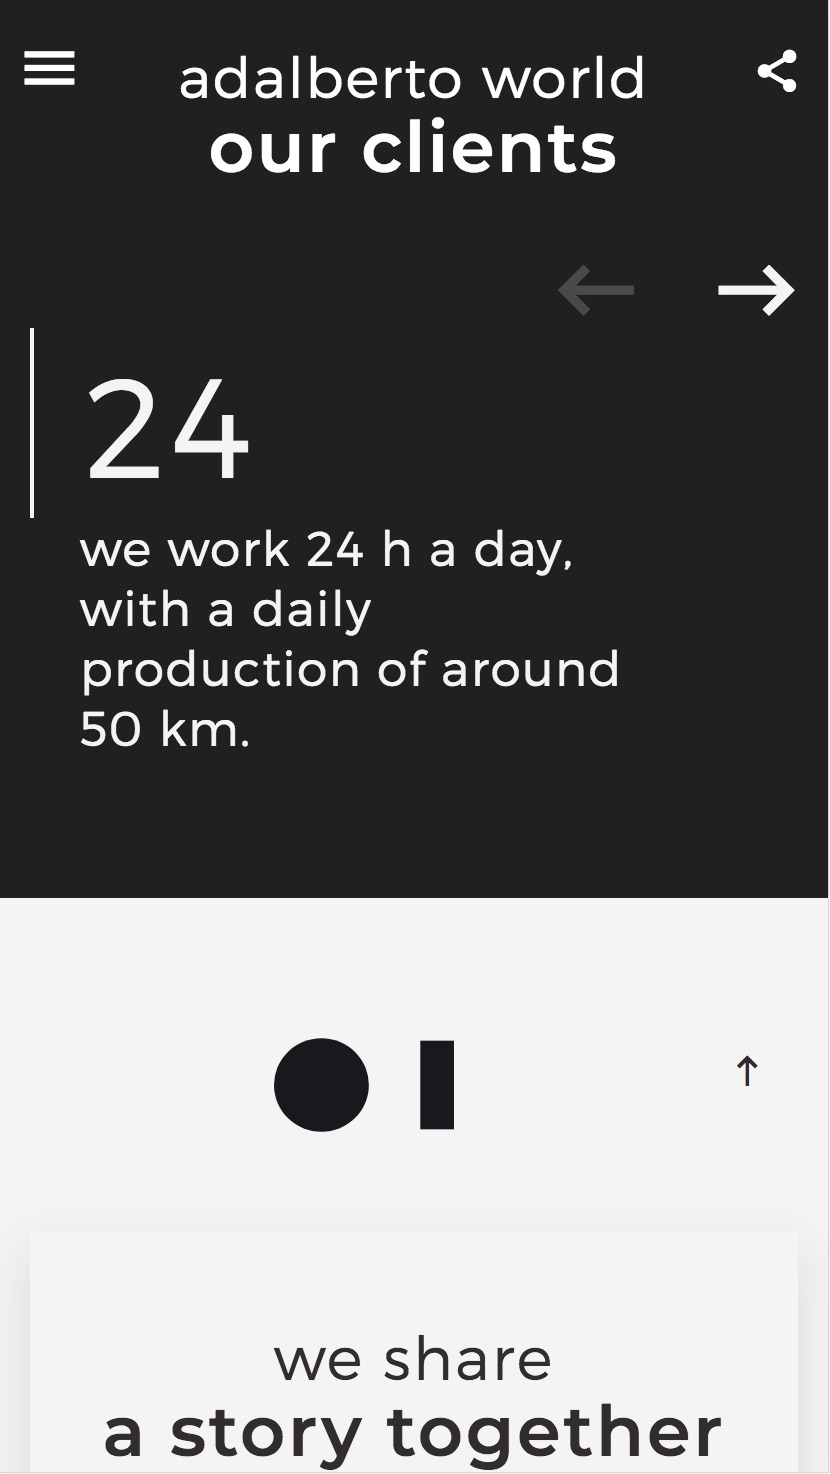 adalberto world
our clients
24
we work 24 h a day,
with a daily
production of around
50 km.
we share
a story together